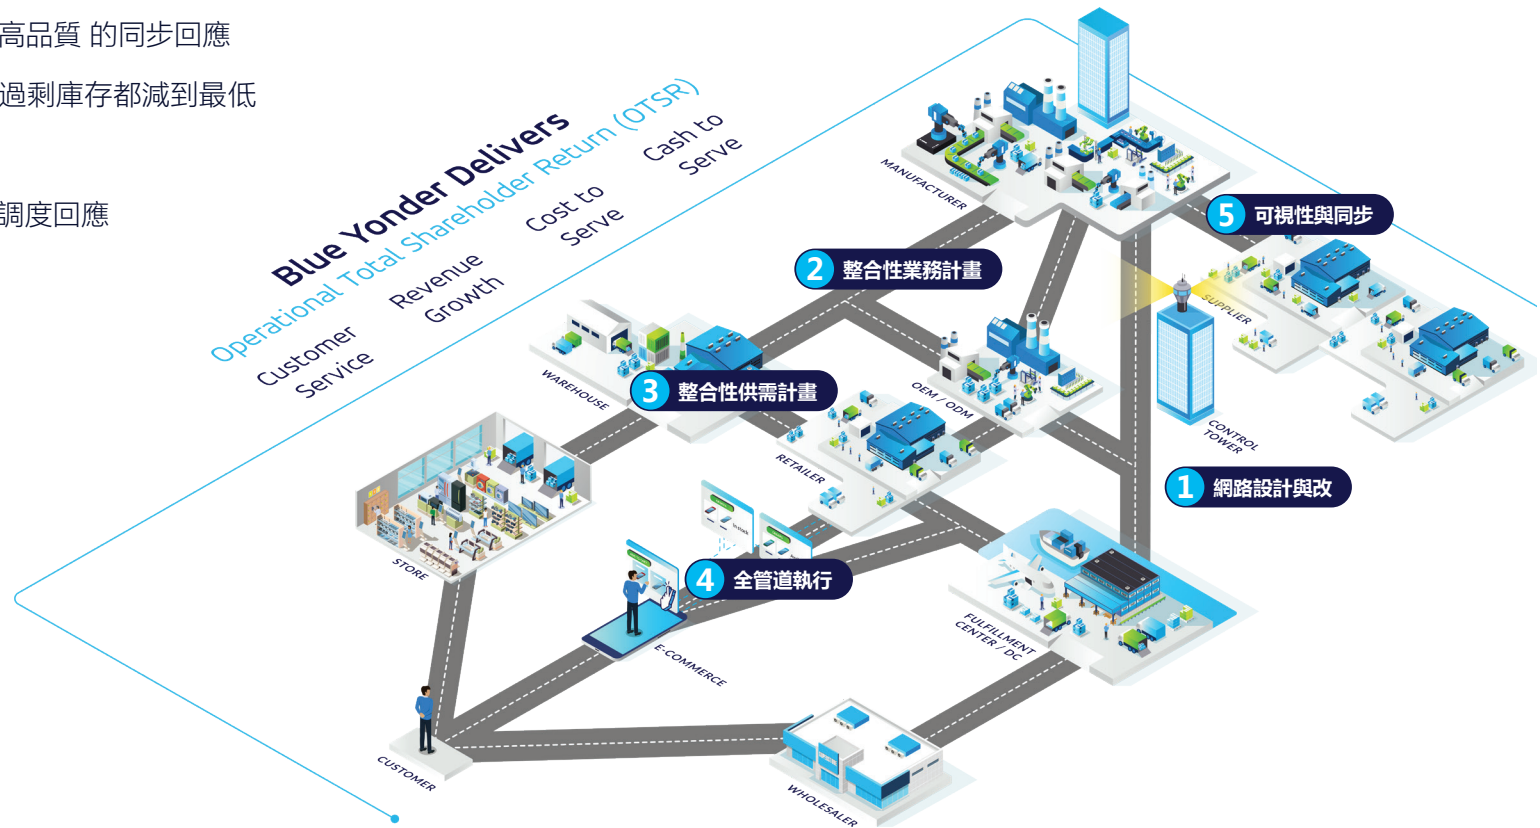 高品質 的同步回應
過剩庫存都減到最低
調度回應
Blue Yonder Delivers
Operational Total Shareholder Return (OTSR)
Customer
Service
Revenue
Growth
Cost to
Serve
Cash to
Serve
MANUFACTURER
5 可視性與同步
2 整合性業務計畫
SUPPLIER
WAREHOUSE
3 整合性供需計畫
OEM / ODM
CONTROL
TOWER
RETAILER
1 網路設計與改
In stock
STORE
4 全管道執行
FULFILLMENT
CENTER / DC
E-COMMERCE
CUSTOMER
WHOLESALER